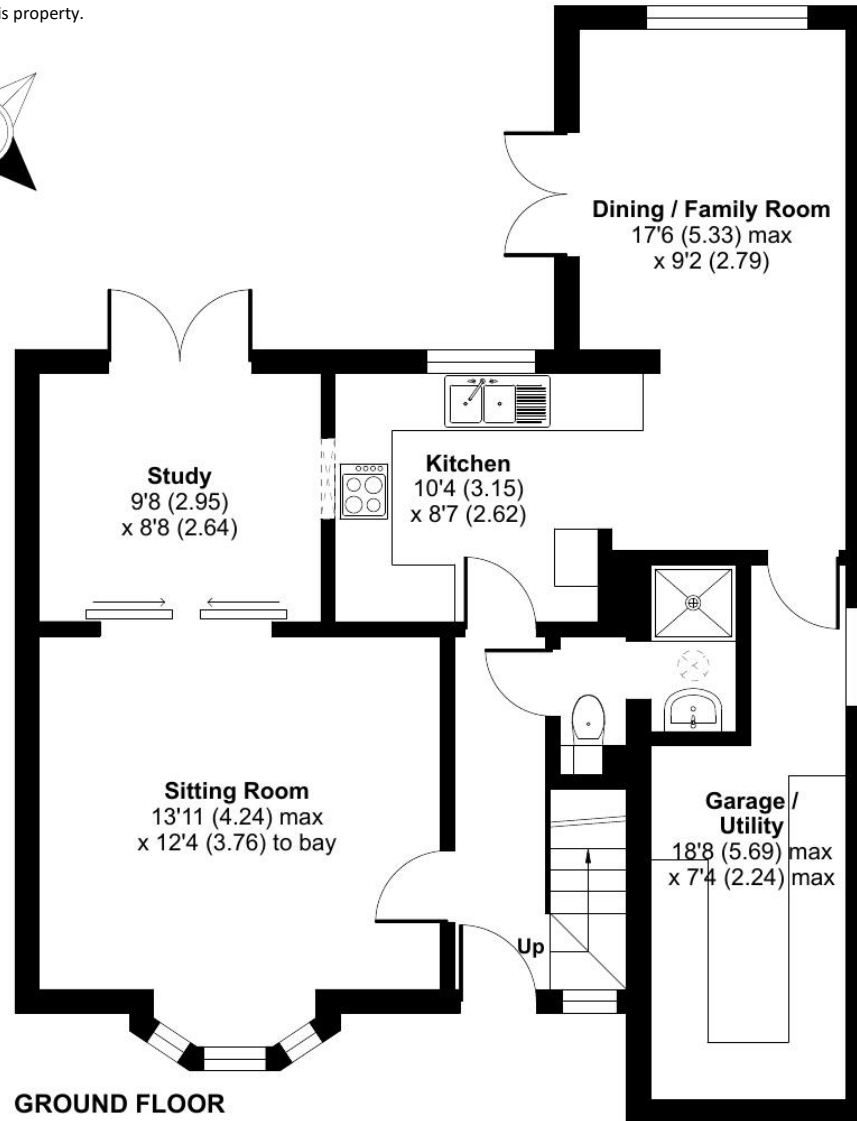 is property.
Dining / Family Room
17'6 (5.33) max
x 9'2 (2.79)
Study
9'8 (2.95)
x 8'8 (2.64)
Kitchen
10'4 (3.15)
x 8'7 (2.62)
Sitting Room
13'11 (4.24) max
x 12'4 (3.76) to bay
Garage /
Utility
18'8 (5.69) max
x 7'4 (2.24) max
Up
GROUND FLOOR